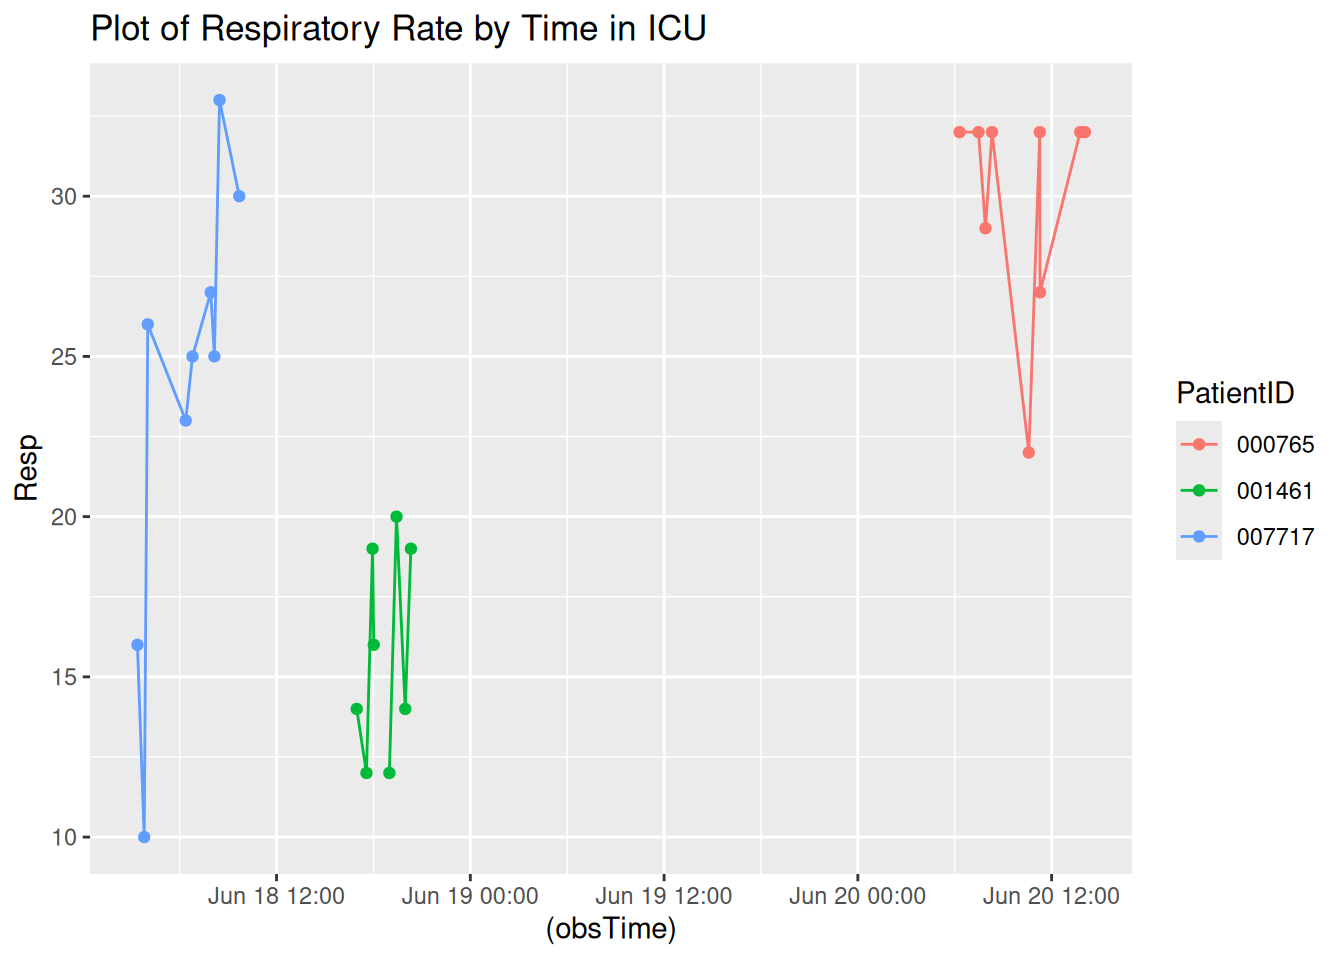 Plot of Respiratory Rate by Time in ICU
Resp
30
25
20
15
10
Jun 18 12:00 Jun 19 00:00 Jun 19 12:00 Jun 20 00:00 Jun 20 12:00
(obsTime)
PatientID
000765
001461
007717